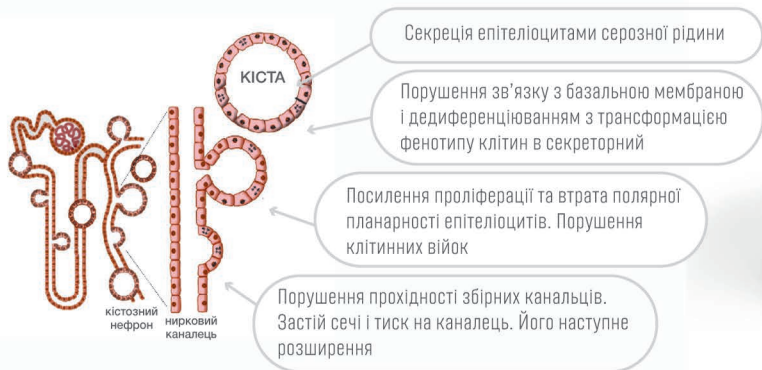 Секреція епітеліоцитами серозної рідини
КІСТА
Порушення зв'язку з базальною мембраною
і дедиференціюванням з трансформацією
фенотипу клітин в секреторний
Посилення проліферації та втрата полярної
планарності епітеліоцитів. Порушення
клітинних війок
Порушення прохідності збірних канальців.
Застій сечі і тиск на каналець. Його наступне
розширення
кістозний
нефрон
нирковий
каналець